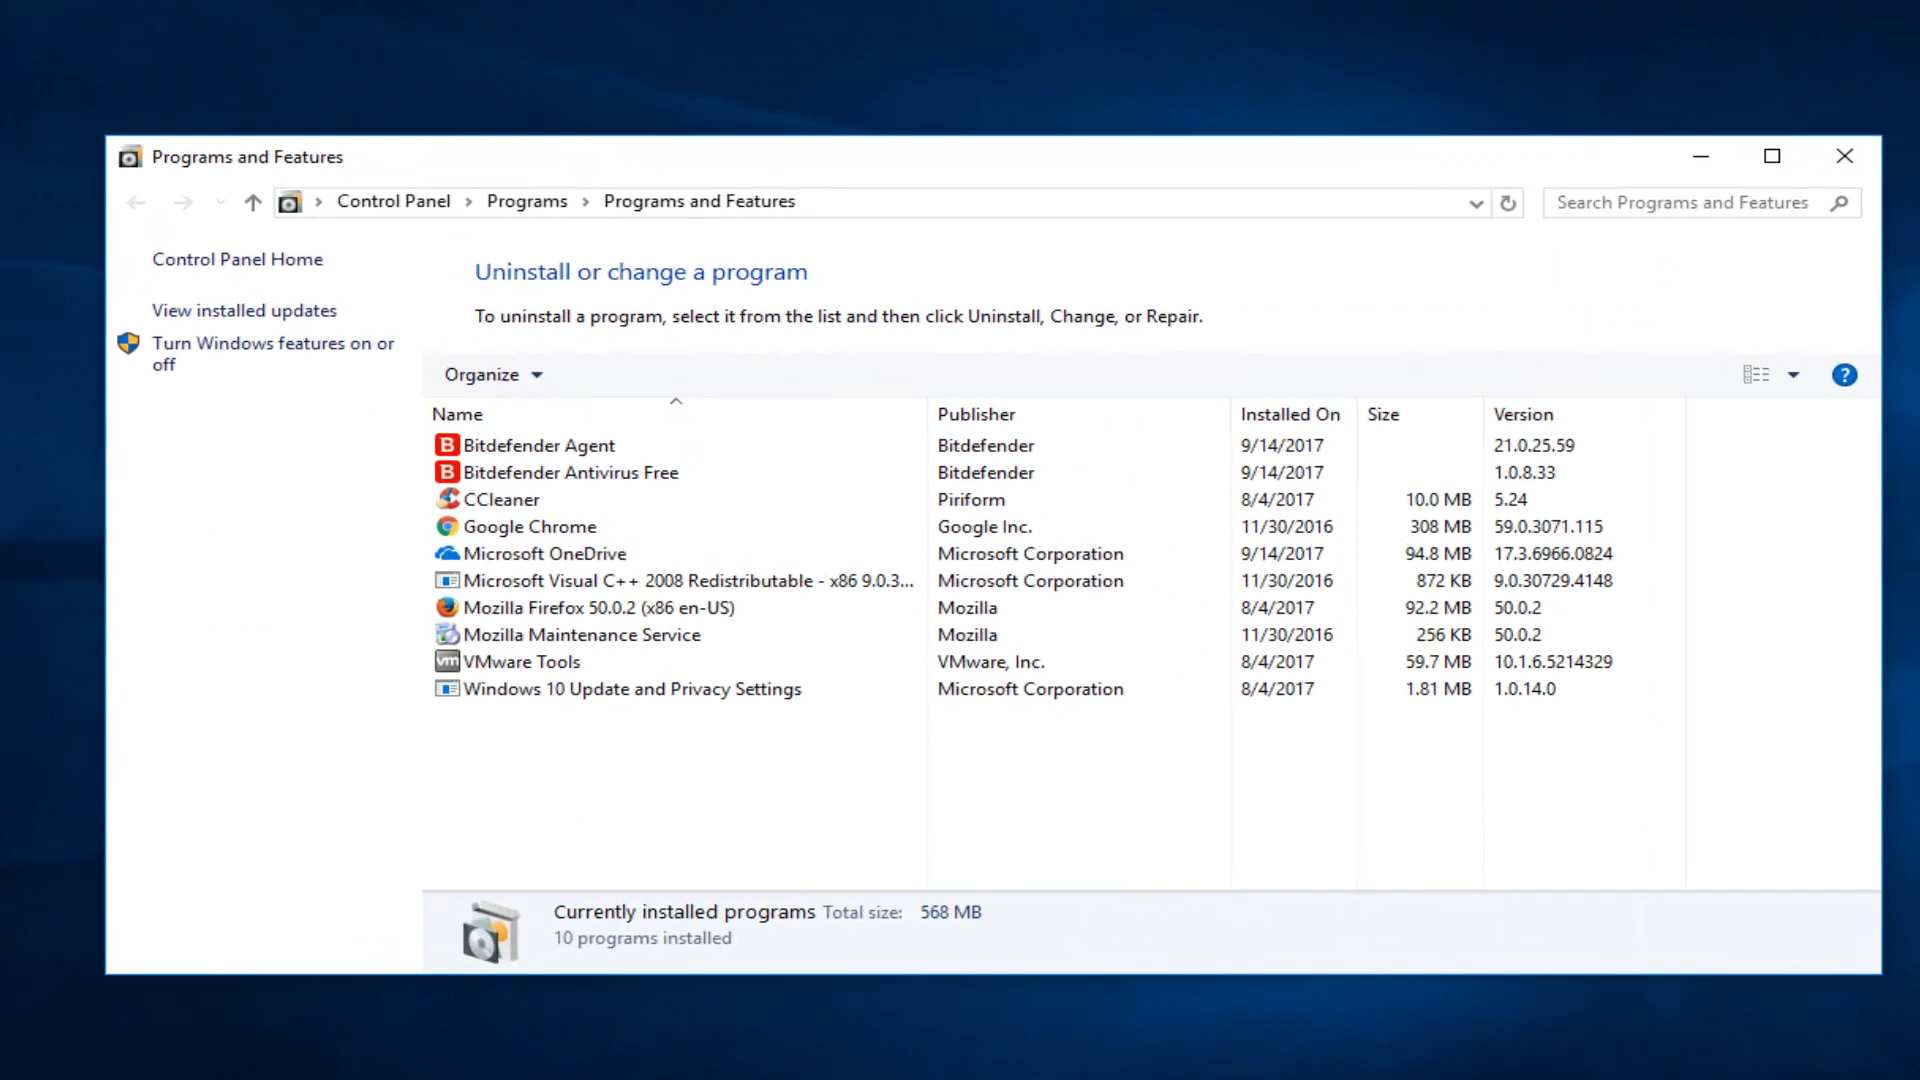 Programs and Features
Control Panel > Programs > Programs and Features
Search Programs and Features
Control Panel Home
View installed updates
Turn Windows features on or
off
Uninstall or change a program
To uninstall a program, select it from the list and then click Uninstall, Change, or Repair.
Organize
?
Name Publisher Installed On Size Version
B Bitdefender Agent Bitdefender 9/14/2017 21.0.25.59
B Bitdefender Antivirus Free Bitdefender 9/14/2017 1.0.8.33
CCleaner Piriform 8/4/2017 10.0 MB 5.24
Google Chrome Google Inc. 11/30/2016 308 MB 59.0.3071.115
Microsoft OneDrive Microsoft Corporation 9/14/2017 94.8 MB 17.3.6966.0824
Microsoft Visual C++ 2008 Redistributable - x86 9.0.3... Microsoft Corporation 11/30/2016 872 KB 9.0.30729.4148
Mozilla Firefox 50.0.2 (x86 en-US) Mozilla 8/4/2017 92.2 MB 50.0.2
Mozilla Maintenance Service Mozilla 11/30/2016 256 KB 50.0.2
vm VMware Tools VMware, Inc. 8/4/2017 59.7 MB 10.1.6.5214329
Windows 10 Update and Privacy Settings Microsoft Corporation 8/4/2017 1.81 MB 1.0.14.0
Currently installed programs Total size: 568 MB
10 programs installed